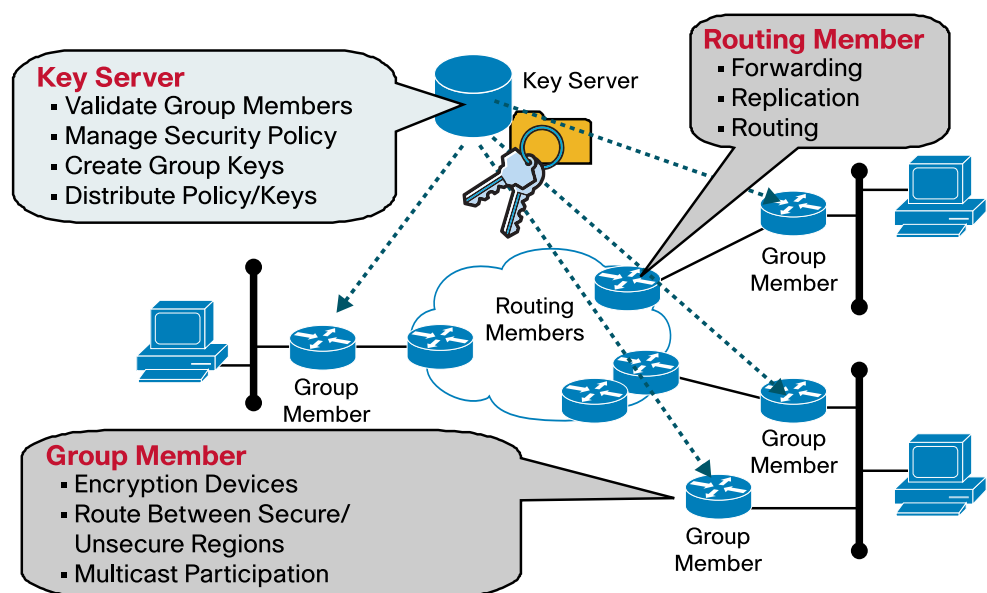 Key Server
▪ Validate Group Members
▪ Manage Security Policy
▪ Create Group Keys
▪ Distribute Policy/Keys
Key Server
Routing Member
▪ Forwarding
▪ Replication
▪ Routing
Group
Member
Routing
Members
Group
Member
Group
Member
Group Member
▪ Encryption Devices
▪ Route Between Secure/
Unsecure Regions
▪ Multicast Participation
Group
Member